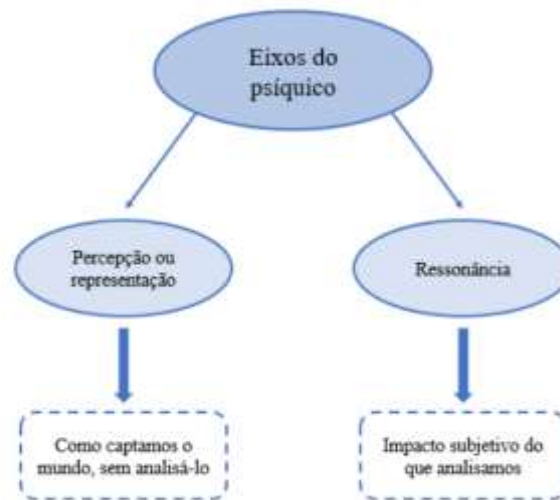 Eixos do
psíquico
Percepção ou
representação
Ressonância
Como captamos o
mundo, sem analisá-lo
Impacto subjetivo do
que analisamos